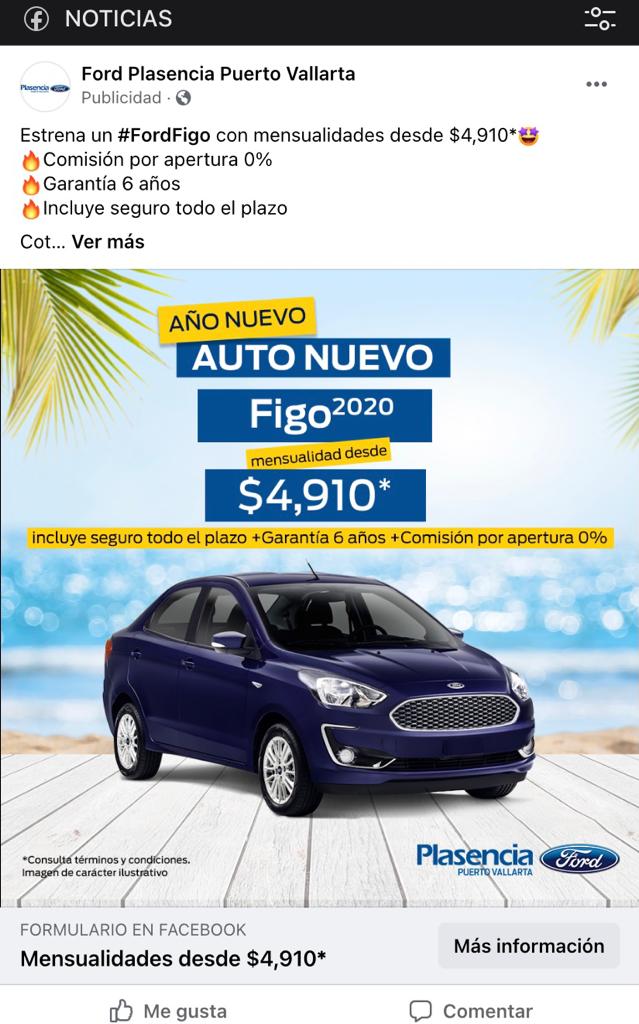 NOTICIAS
Ford Plasencia Puerto Vallarta
Publicidad ·
Estrena un #FordFigo con mensualidades desde $4,910*🤩
🔥Comisión por apertura 0%
🔥Garantía 6 años
🔥Incluye seguro todo el plazo
Cot... Ver más
AÑO NUEVO
AUTO NUEVO
Figo²⁰²⁰
mensualidad desde
$4,910*
incluye seguro todo el plazo +Garantía 6 años +Comisión por apertura 0%
*Consulta términos y condiciones.
Imagen de carácter ilustrativo
Plasencia Ford
PUERTO VALLARTA
FORMULARIO EN FACEBOOK
Mensualidades desde $4,910*
Más información
Me gusta
Comentar